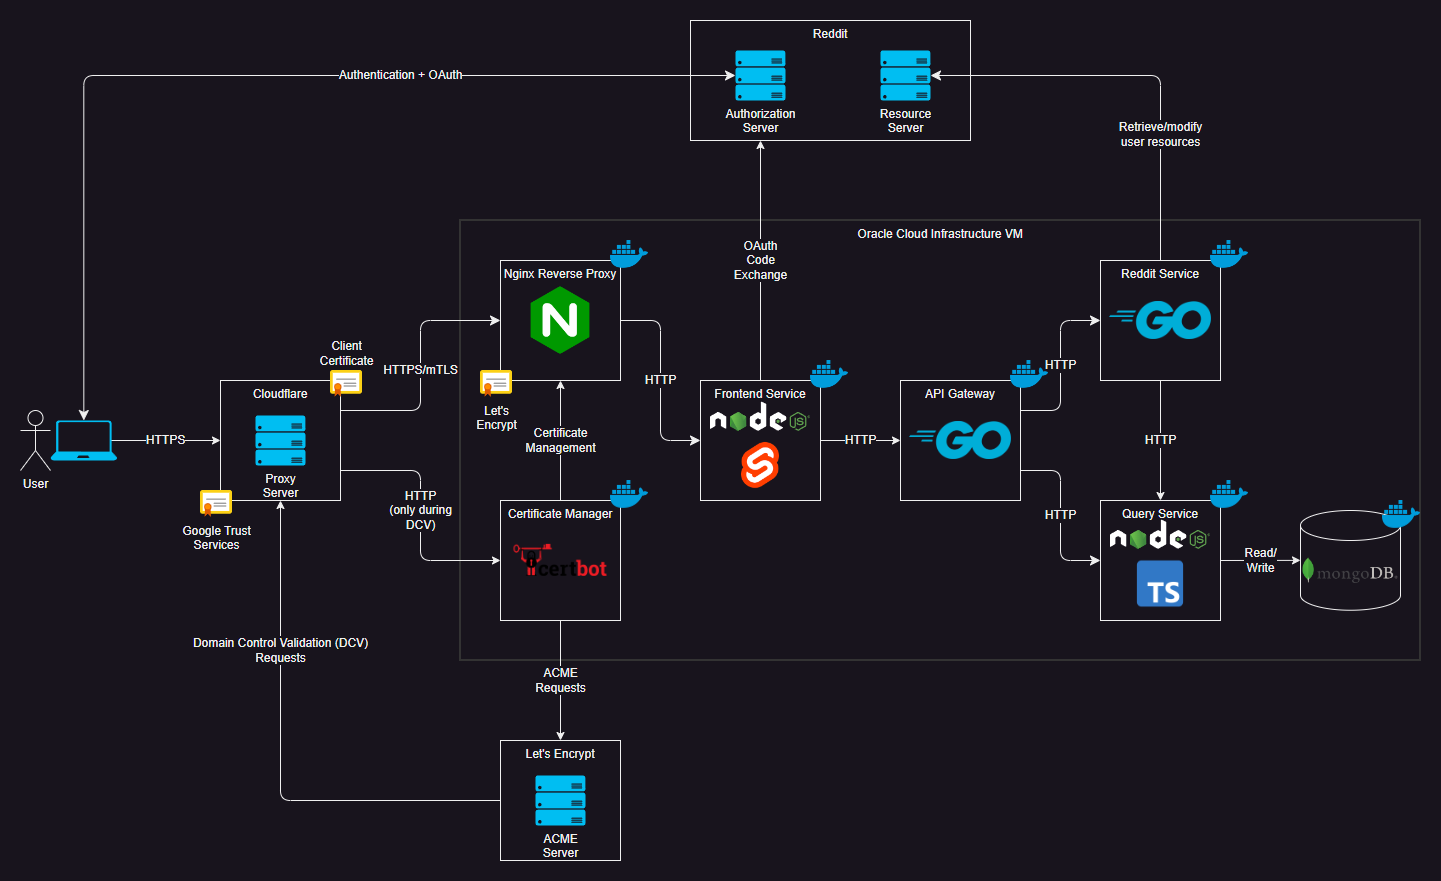 Reddit
Authentication + OAuth
Authorization
Server
Resource
Server
Retrieve/modify
user resources
Oracle Cloud Infrastructure VM
OAuth
Code
Exchange
Nginx Reverse Proxy
N
Reddit Service
GO
Client
Certificate
HTTPS/mTLS
HTTP
HTTP
Cloudflare
Proxy
Server
Let's
Encrypt
Frontend Service
node
JS
API Gateway
GO
Certificate
Management
HTTPS
HTTP
HTTP
User
Google Trust
Services
HTTP
(only during
DCV)
Certificate Manager
certbot
HTTP
Query Service
node
JS
TS
Read/
Write
mongoDB.
Domain Control Validation (DCV)
Requests
ACME
Requests
Let's Encrypt
ACME
Server